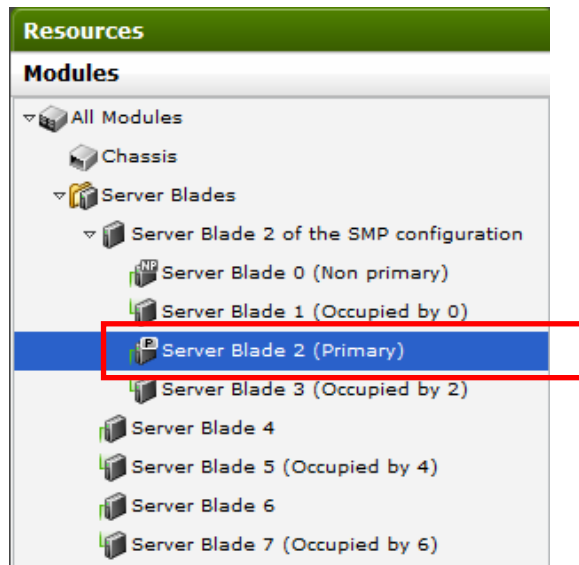 Resources
Modules
All Modules
Chassis
Server Blades
Server Blade 2 of the SMP configuration
NP Server Blade 0 (Non primary)
Server Blade 1 (Occupied by 0)
P Server Blade 2 (Primary)
Server Blade 3 (Occupied by 2)
Server Blade 4
Server Blade 5 (Occupied by 4)
Server Blade 6
Server Blade 7 (Occupied by 6)